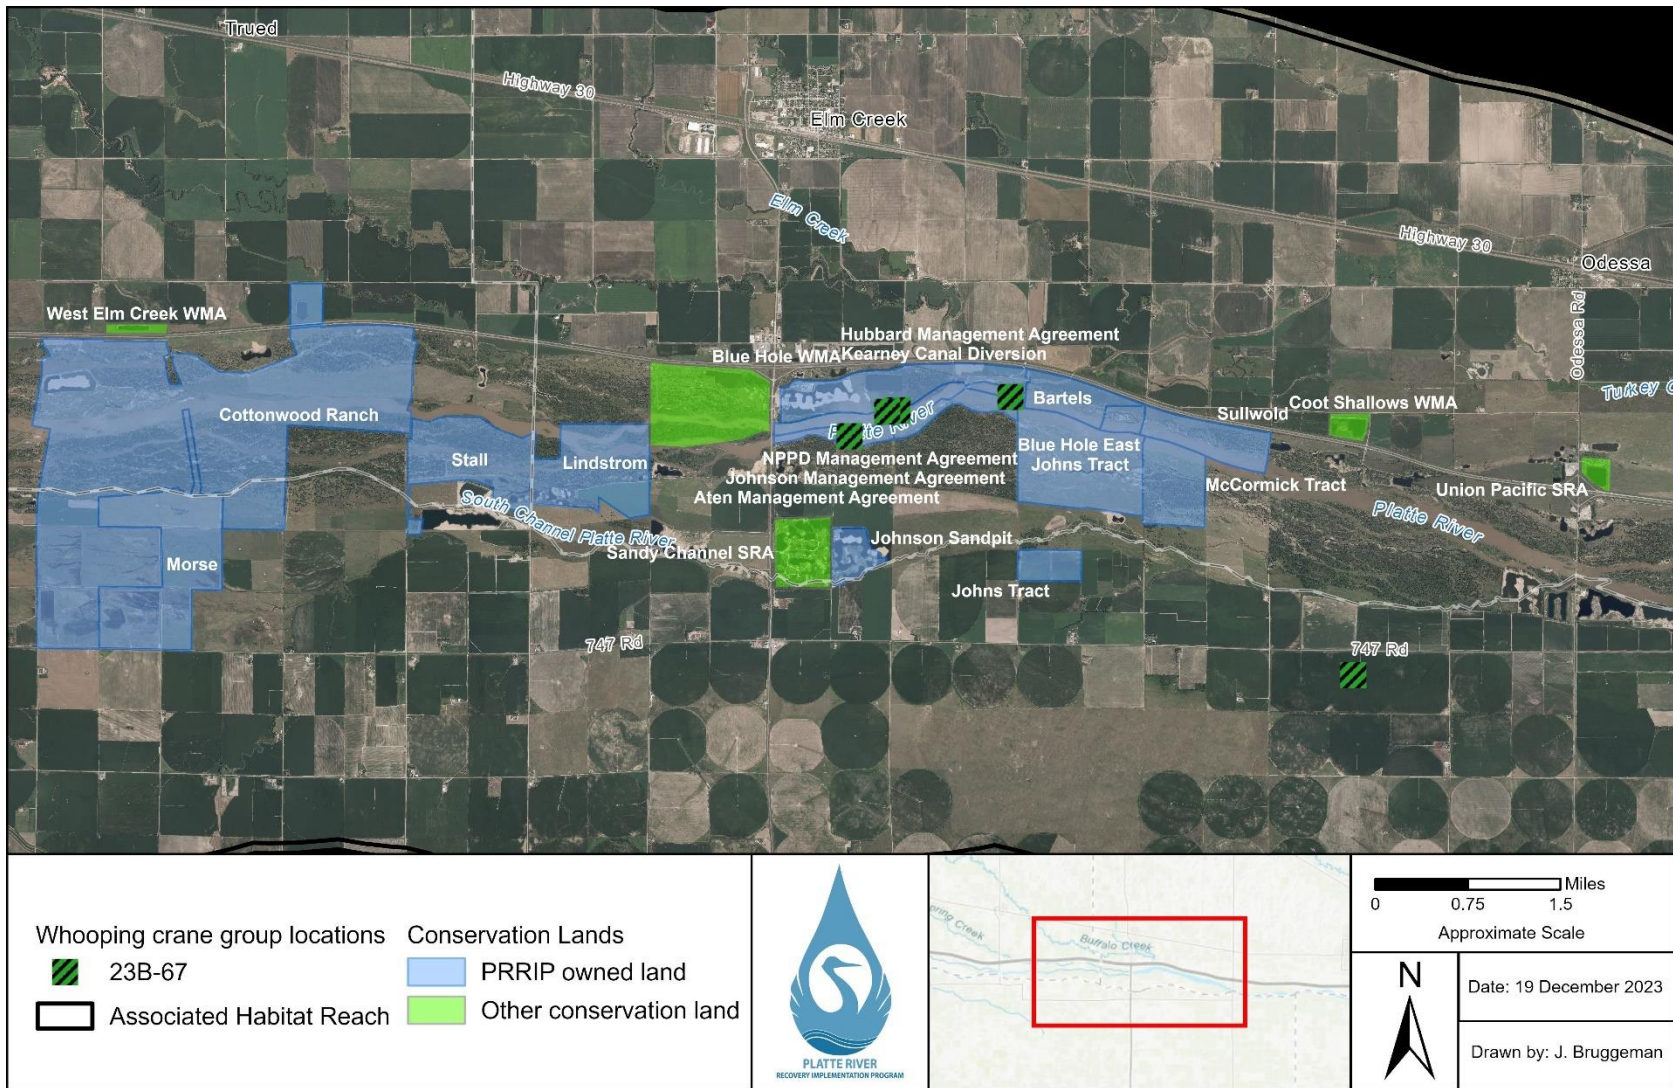 Trued
Highway 30
Elm Creek
Elm Creek
Highway 30
Odessa
West Elm Creek WMA
Odessa Rd
Hubbard Management Agreement
Blue Hole WMA
Kearney Canal Diversion
Turkey C
Cottonwood Ranch
Bartels
Sullwold
Coot Shallows WMA
Platte River
Stall
Lindstrom
Blue Hole East
Johns Tract
NPPD Management Agreement
Johnson Management Agreement
Aten Management Agreement
McCormick Tract
Union Pacific SRA
South Channel Platte River
Platte River
Sandy Channel SRA
Johnson Sandpit
Morse
Johns Tract
747 Rd
747 Rd
Whooping crane group locations
23B-67
Associated Habitat Reach
Conservation Lands
PRRIP owned land
Other conservation land
PLATTE RIVER
RECOVERY IMPLEMENTATION PROGRAM
pring Creek
Buffalo Creek
Miles
0 0.75 1.5
Approximate Scale
N
Date: 19 December 2023
Drawn by: J. Bruggeman